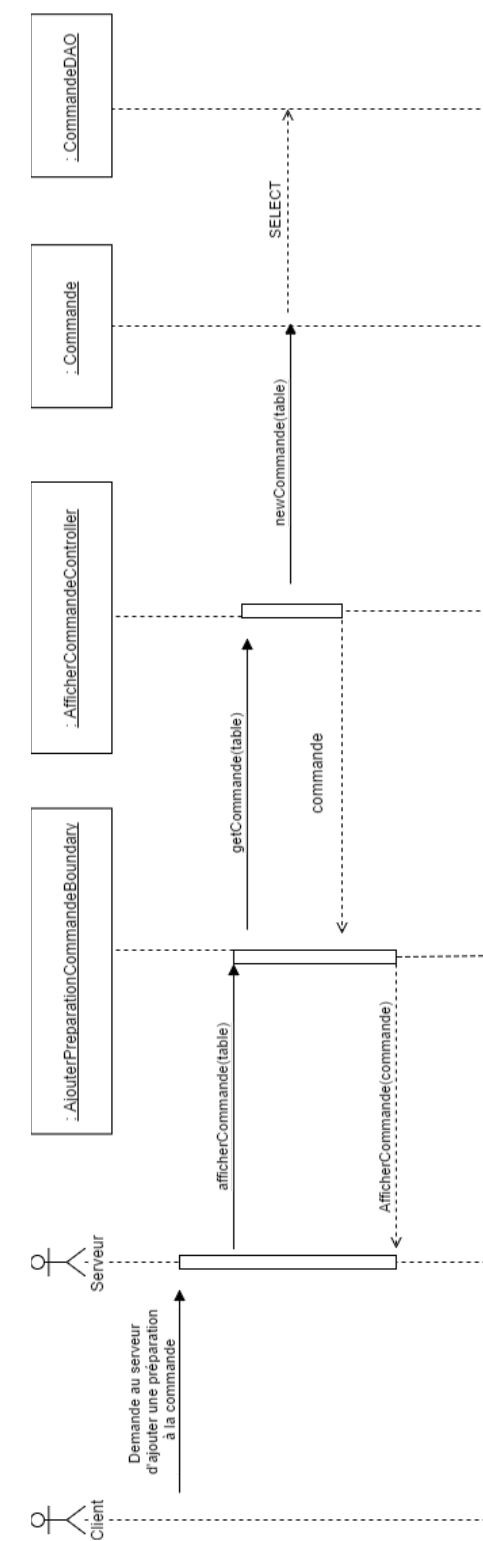 Client
Serveur
: AjouterPreparationCommandeBoundary
: AfficherCommandeController
: Commande
: CommandeDAO
Demande au serveur
d'ajouter une préparation
à la commande
afficherCommande(table)
getCommande(table)
newCommande(table)
SELECT
commande
AfficherCommande(commande)